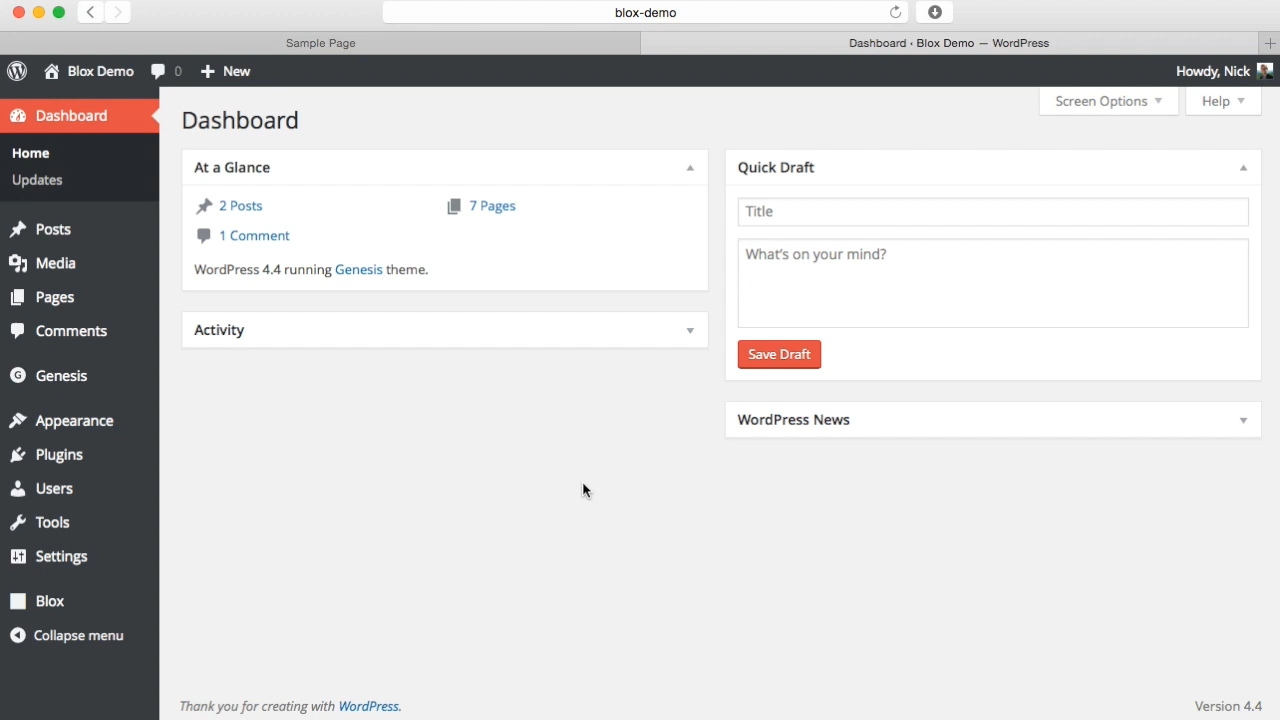 blox-demo
Sample Page
Dashboard ‹ Blox Demo — WordPress
Blox Demo 0 New
Howdy, Nick
Dashboard
Home
Updates
Posts
Media
Pages
Comments
Genesis
Appearance
Plugins
Users
Tools
Settings
Blox
Collapse menu
Screen Options
Help
Dashboard
At a Glance
2 Posts
7 Pages
1 Comment
WordPress 4.4 running Genesis theme.
Activity
Quick Draft
Title
What's on your mind?
Save Draft
WordPress News
Thank you for creating with WordPress.
Version 4.4